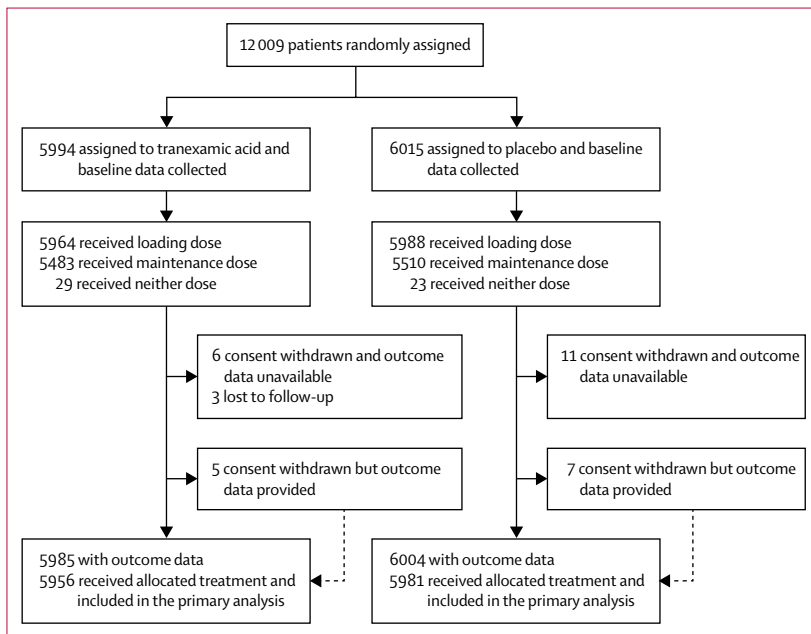 12 009 patients randomly assigned
5994 assigned to tranexamic acid and
baseline data collected
6015 assigned to placebo and baseline
data collected
5964 received loading dose
5483 received maintenance dose
29 received neither dose
5988 received loading dose
5510 received maintenance dose
23 received neither dose
6 consent withdrawn and outcome
data unavailable
3 lost to follow-up
11 consent withdrawn and outcome
data unavailable
5 consent withdrawn but outcome
data provided
7 consent withdrawn but outcome
data provided
5985 with outcome data
5956 received allocated treatment and
included in the primary analysis
6004 with outcome data
5981 received allocated treatment and
included in the primary analysis